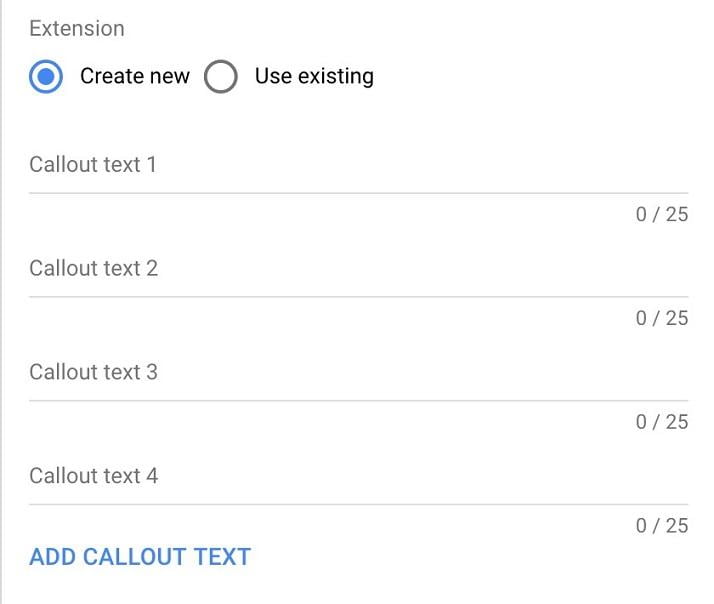 Extension
Create new Use existing
Callout text 1
0 / 25
Callout text 2
0 / 25
Callout text 3
0 / 25
Callout text 4
0 / 25
ADD CALLOUT TEXT